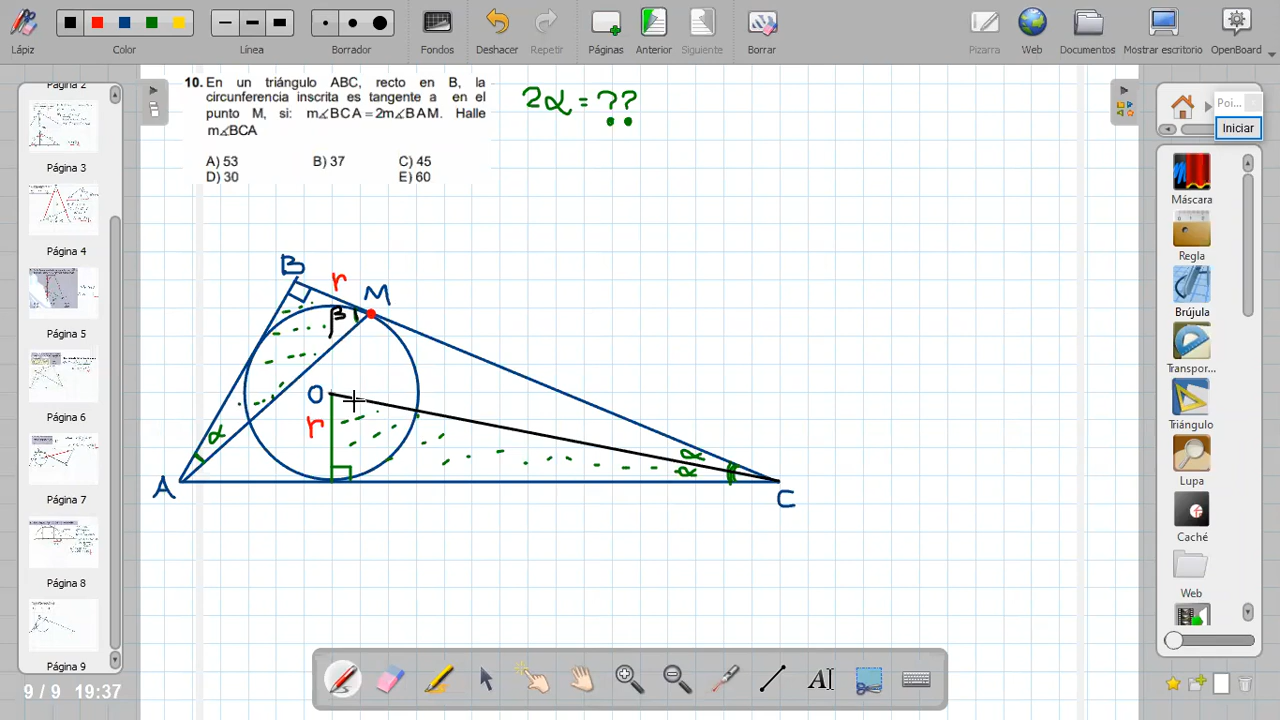 Lápiz
Color
Línea
Borrador
Fondos
Deshacer
Repetir
Páginas
Anterior
Siguiente
Borrar
Pizarra
Web
Documentos
Mostrar escritorio
OpenBoard
10. En un triángulo ABC, recto en B, la
circunferencia inscrita es tangente a en el
punto M, si: m∡BCA = 2m∡BAM. Halle
m∡BCA
A) 53 B) 37 C) 45
D) 30 E) 60
2α = ??
B
r
M
β
O
r
α
α
α
A
C
Página 2
Página 3
Página 4
Página 5
Página 6
Página 7
Página 8
Página 9
9 / 9 19:37
Iniciar
Máscara
Regla
Brújula
Transpor...
Triángulo
Lupa
Caché
Web